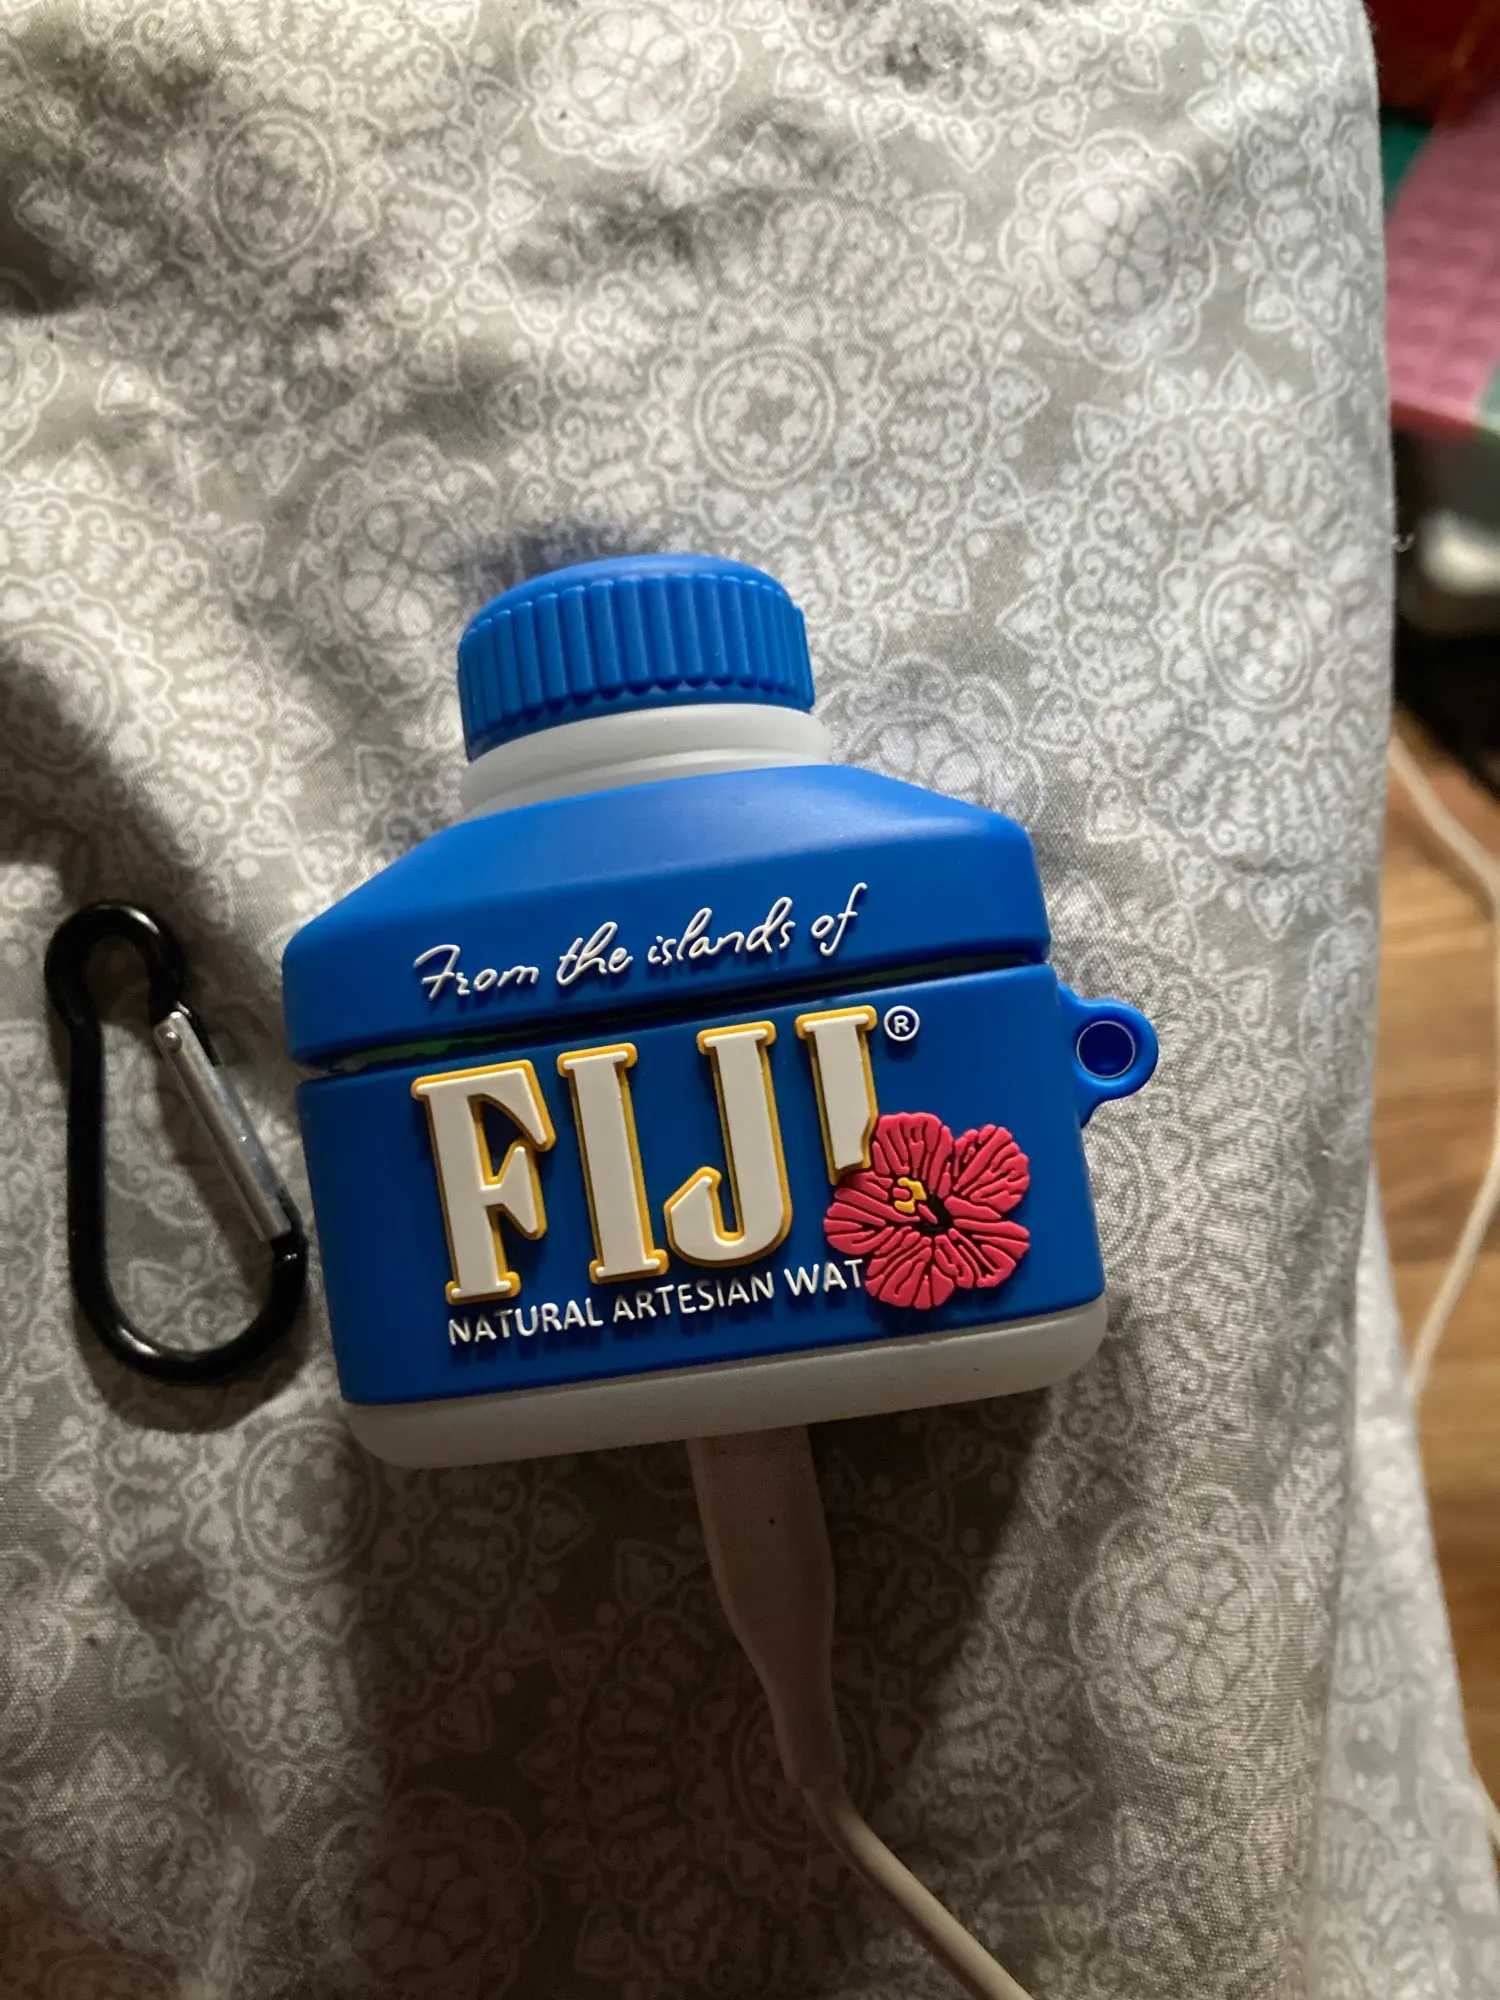 From the islands of
FIJI®
NATURAL ARTESIAN WAT